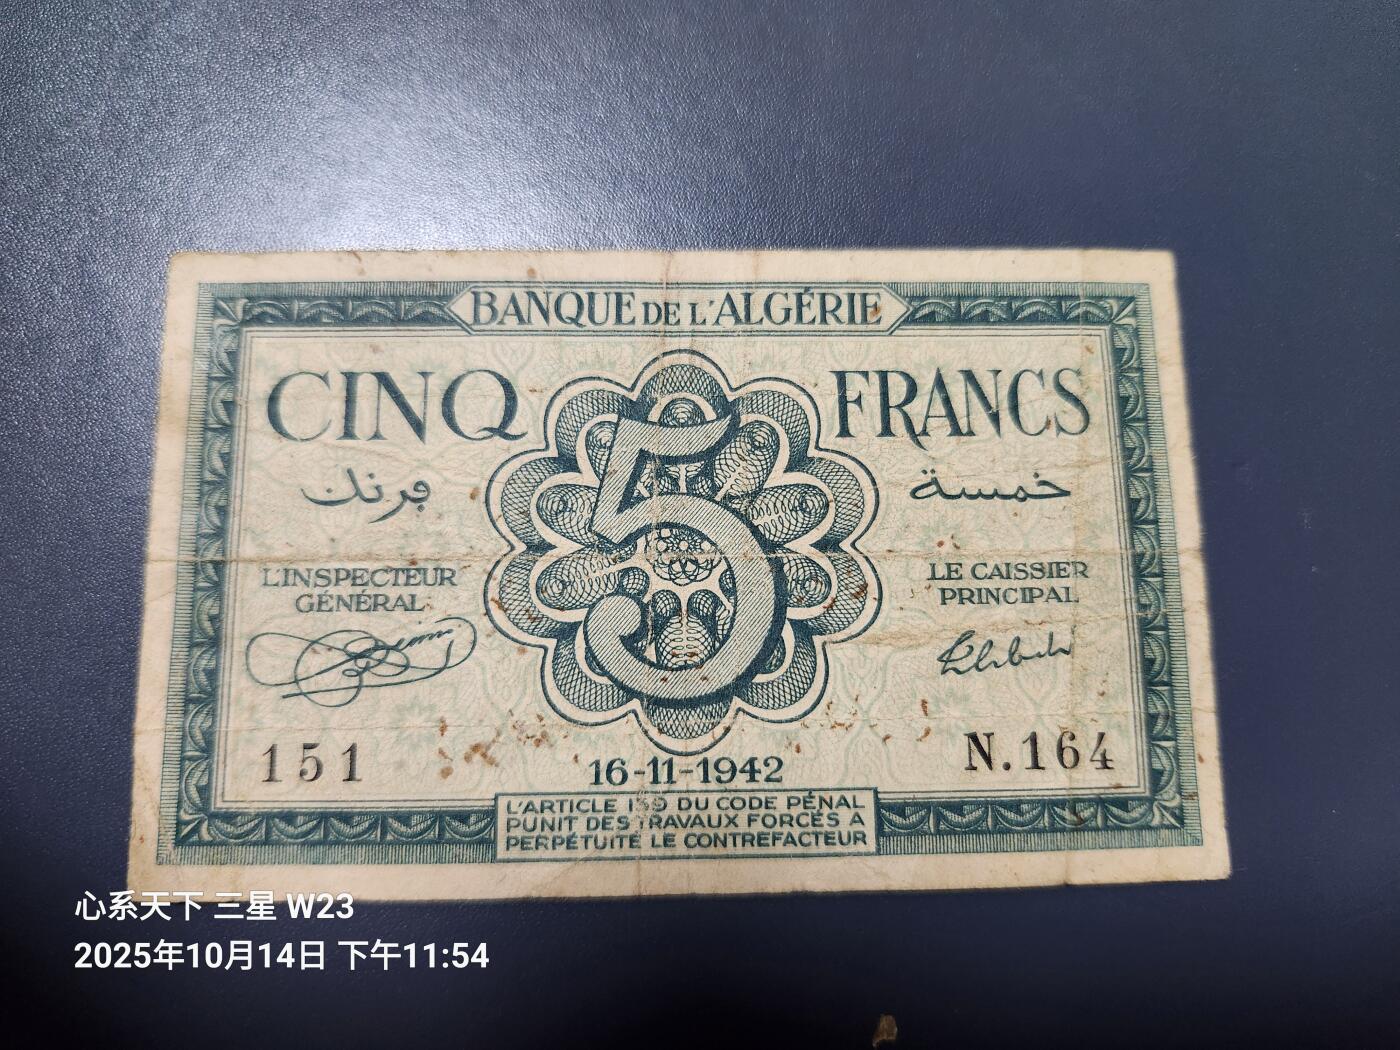 BANQUE DE L'ALGÉRIE
CINQ FRANCS
فرنك خمسة
L'INSPECTEUR
GÉNÉRAL
LE CAISSIER
PRINCIPAL
151
N.164
16-11-1942
L'ARTICLE 139 DU CODE PÉNAL
PUNIT DES TRAVAUX FORCÉS A
PERPÉTUITÉ LE CONTREFACTEUR
5
心系天下 三星 W23
2025年10月14日 下午11:54